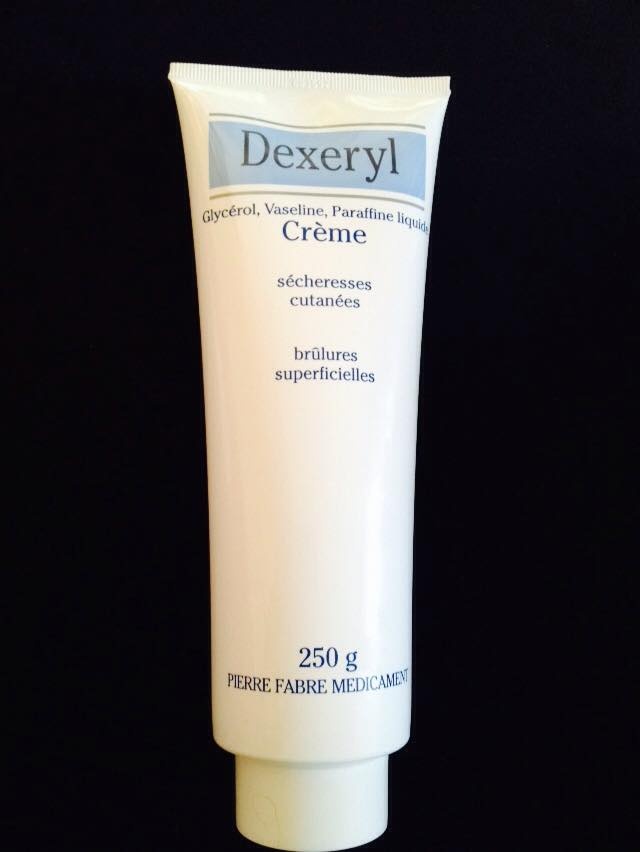 Dexeryl
Glycérol, Vaseline, Paraffine liquide
Crème
sécheresses
cutanées
brûlures
superficielles
250 g
PIERRE FABRE MEDICAMENT